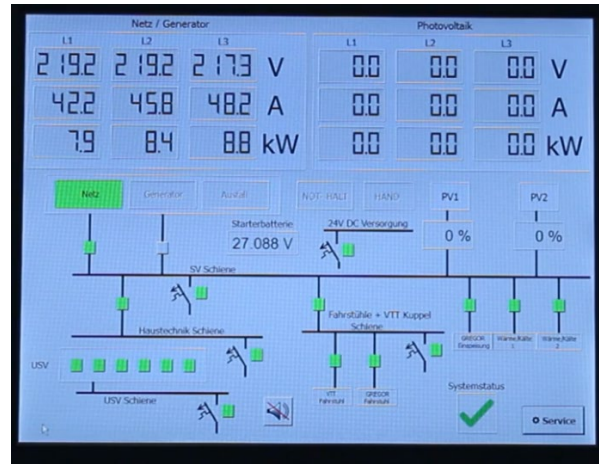 Netz / Generator
Photovoltaik
L1 L2 L3
L1 L2 L3
219.2 219.2 217.3 V
0.0 0.0 0.0 V
42.2 45.8 48.2 A
0.0 0.0 0.0 A
7.9 8.4 8.8 kW
0.0 0.0 0.0 kW
Netz Generator Ausfall NOT- HALT HAND PV1 PV2
Starterbatterie
27.088 V
24V DC Versorgung
0 % 0 %
SV Schiene
Haustechnik Schiene
Fahrstühle + VTT Kuppel
Schiene
GREGOR
Einspeisung
Wärme/Kälte
1
Wärme/Kälte
2
USV
USV Schiene
VTT
Fahrstuhl
GREGOR
Fahrstuhl
Systemstatus
Service